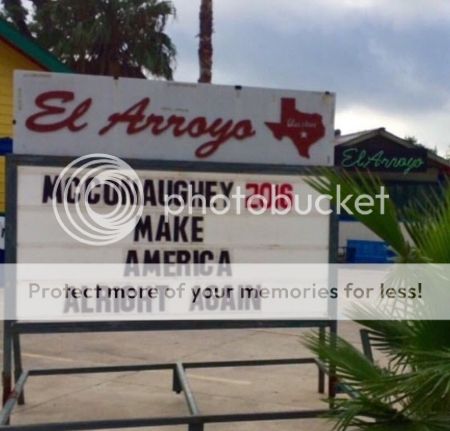 El Arroyo
El Arroyo
MCCONAUGHEY 2016
MAKE
AMERICA
ALRIGHT AGAIN
photobucket
Protect more of your memories for less!